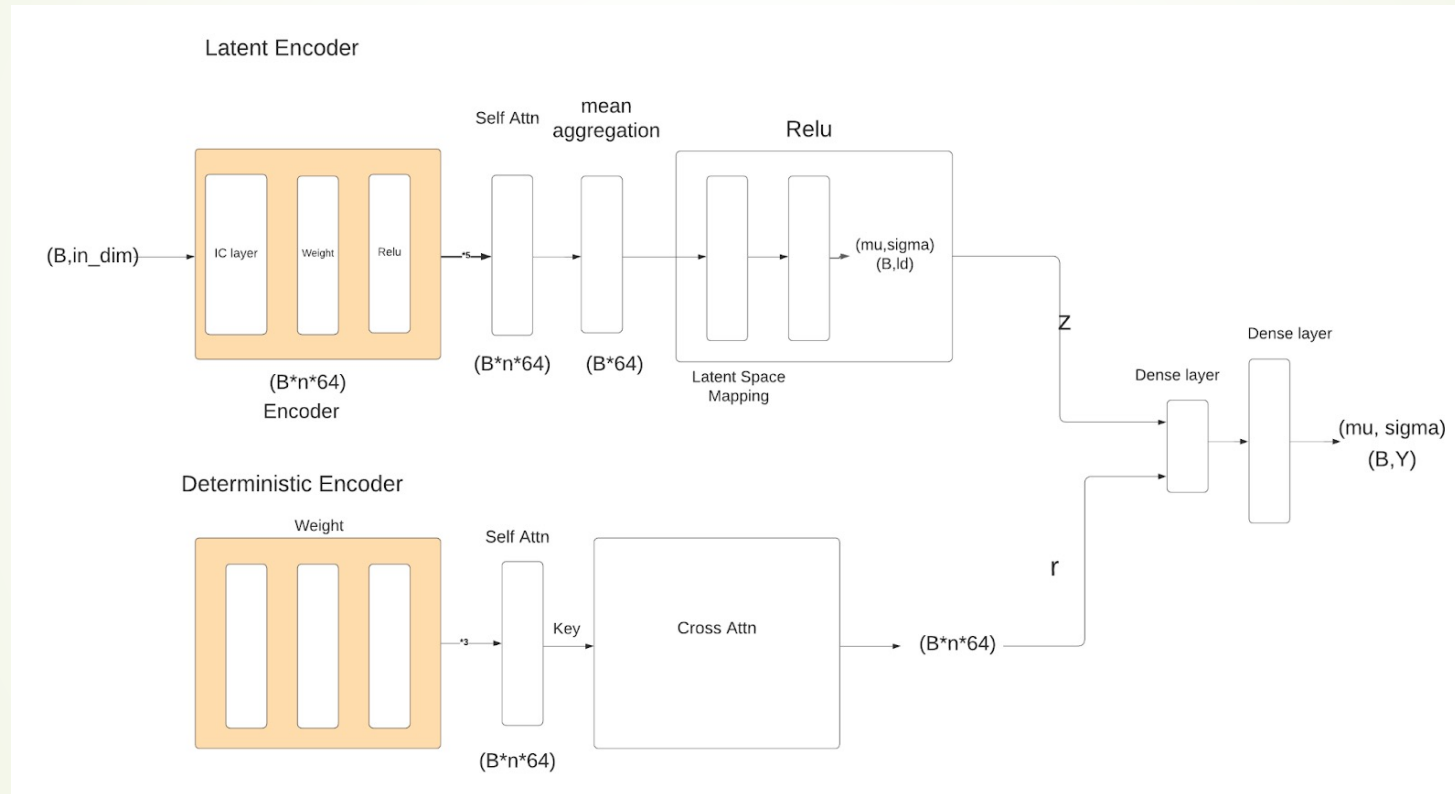 Latent Encoder
Self Attn
mean
aggregation
Relu
(B,in_dim)
IC layer
Weight
Relu
*5
(mu,sigma)
(B,ld)
(B*n*64)
Encoder
(B*n*64)
(B*64)
Latent Space
Mapping
z
Dense layer
Dense layer
(mu, sigma)
(B,Y)
Deterministic Encoder
Weight
Self Attn
*3
Key
Cross Attn
(B*n*64)
r
(B*n*64)